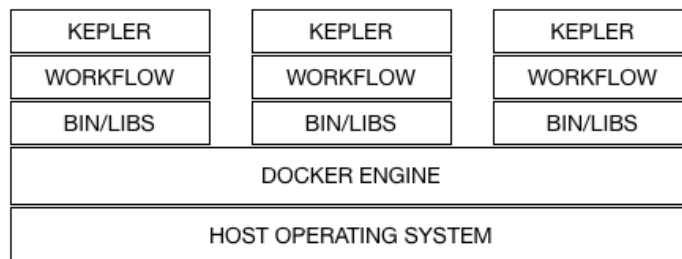 KEPLER KEPLER KEPLER
WORKFLOW WORKFLOW WORKFLOW
BIN/LIBS BIN/LIBS BIN/LIBS
DOCKER ENGINE
HOST OPERATING SYSTEM